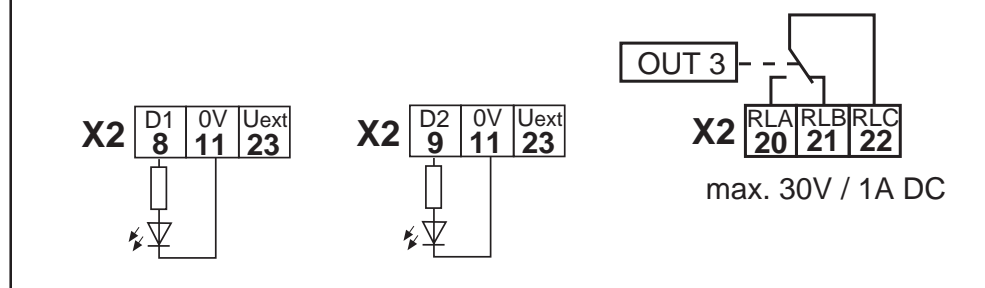 OUT 3
X2 D1 0V Uext
8 11 23
X2 D2 0V Uext
9 11 23
X2 RLA RLB RLC
20 21 22
max. 30V / 1A DC